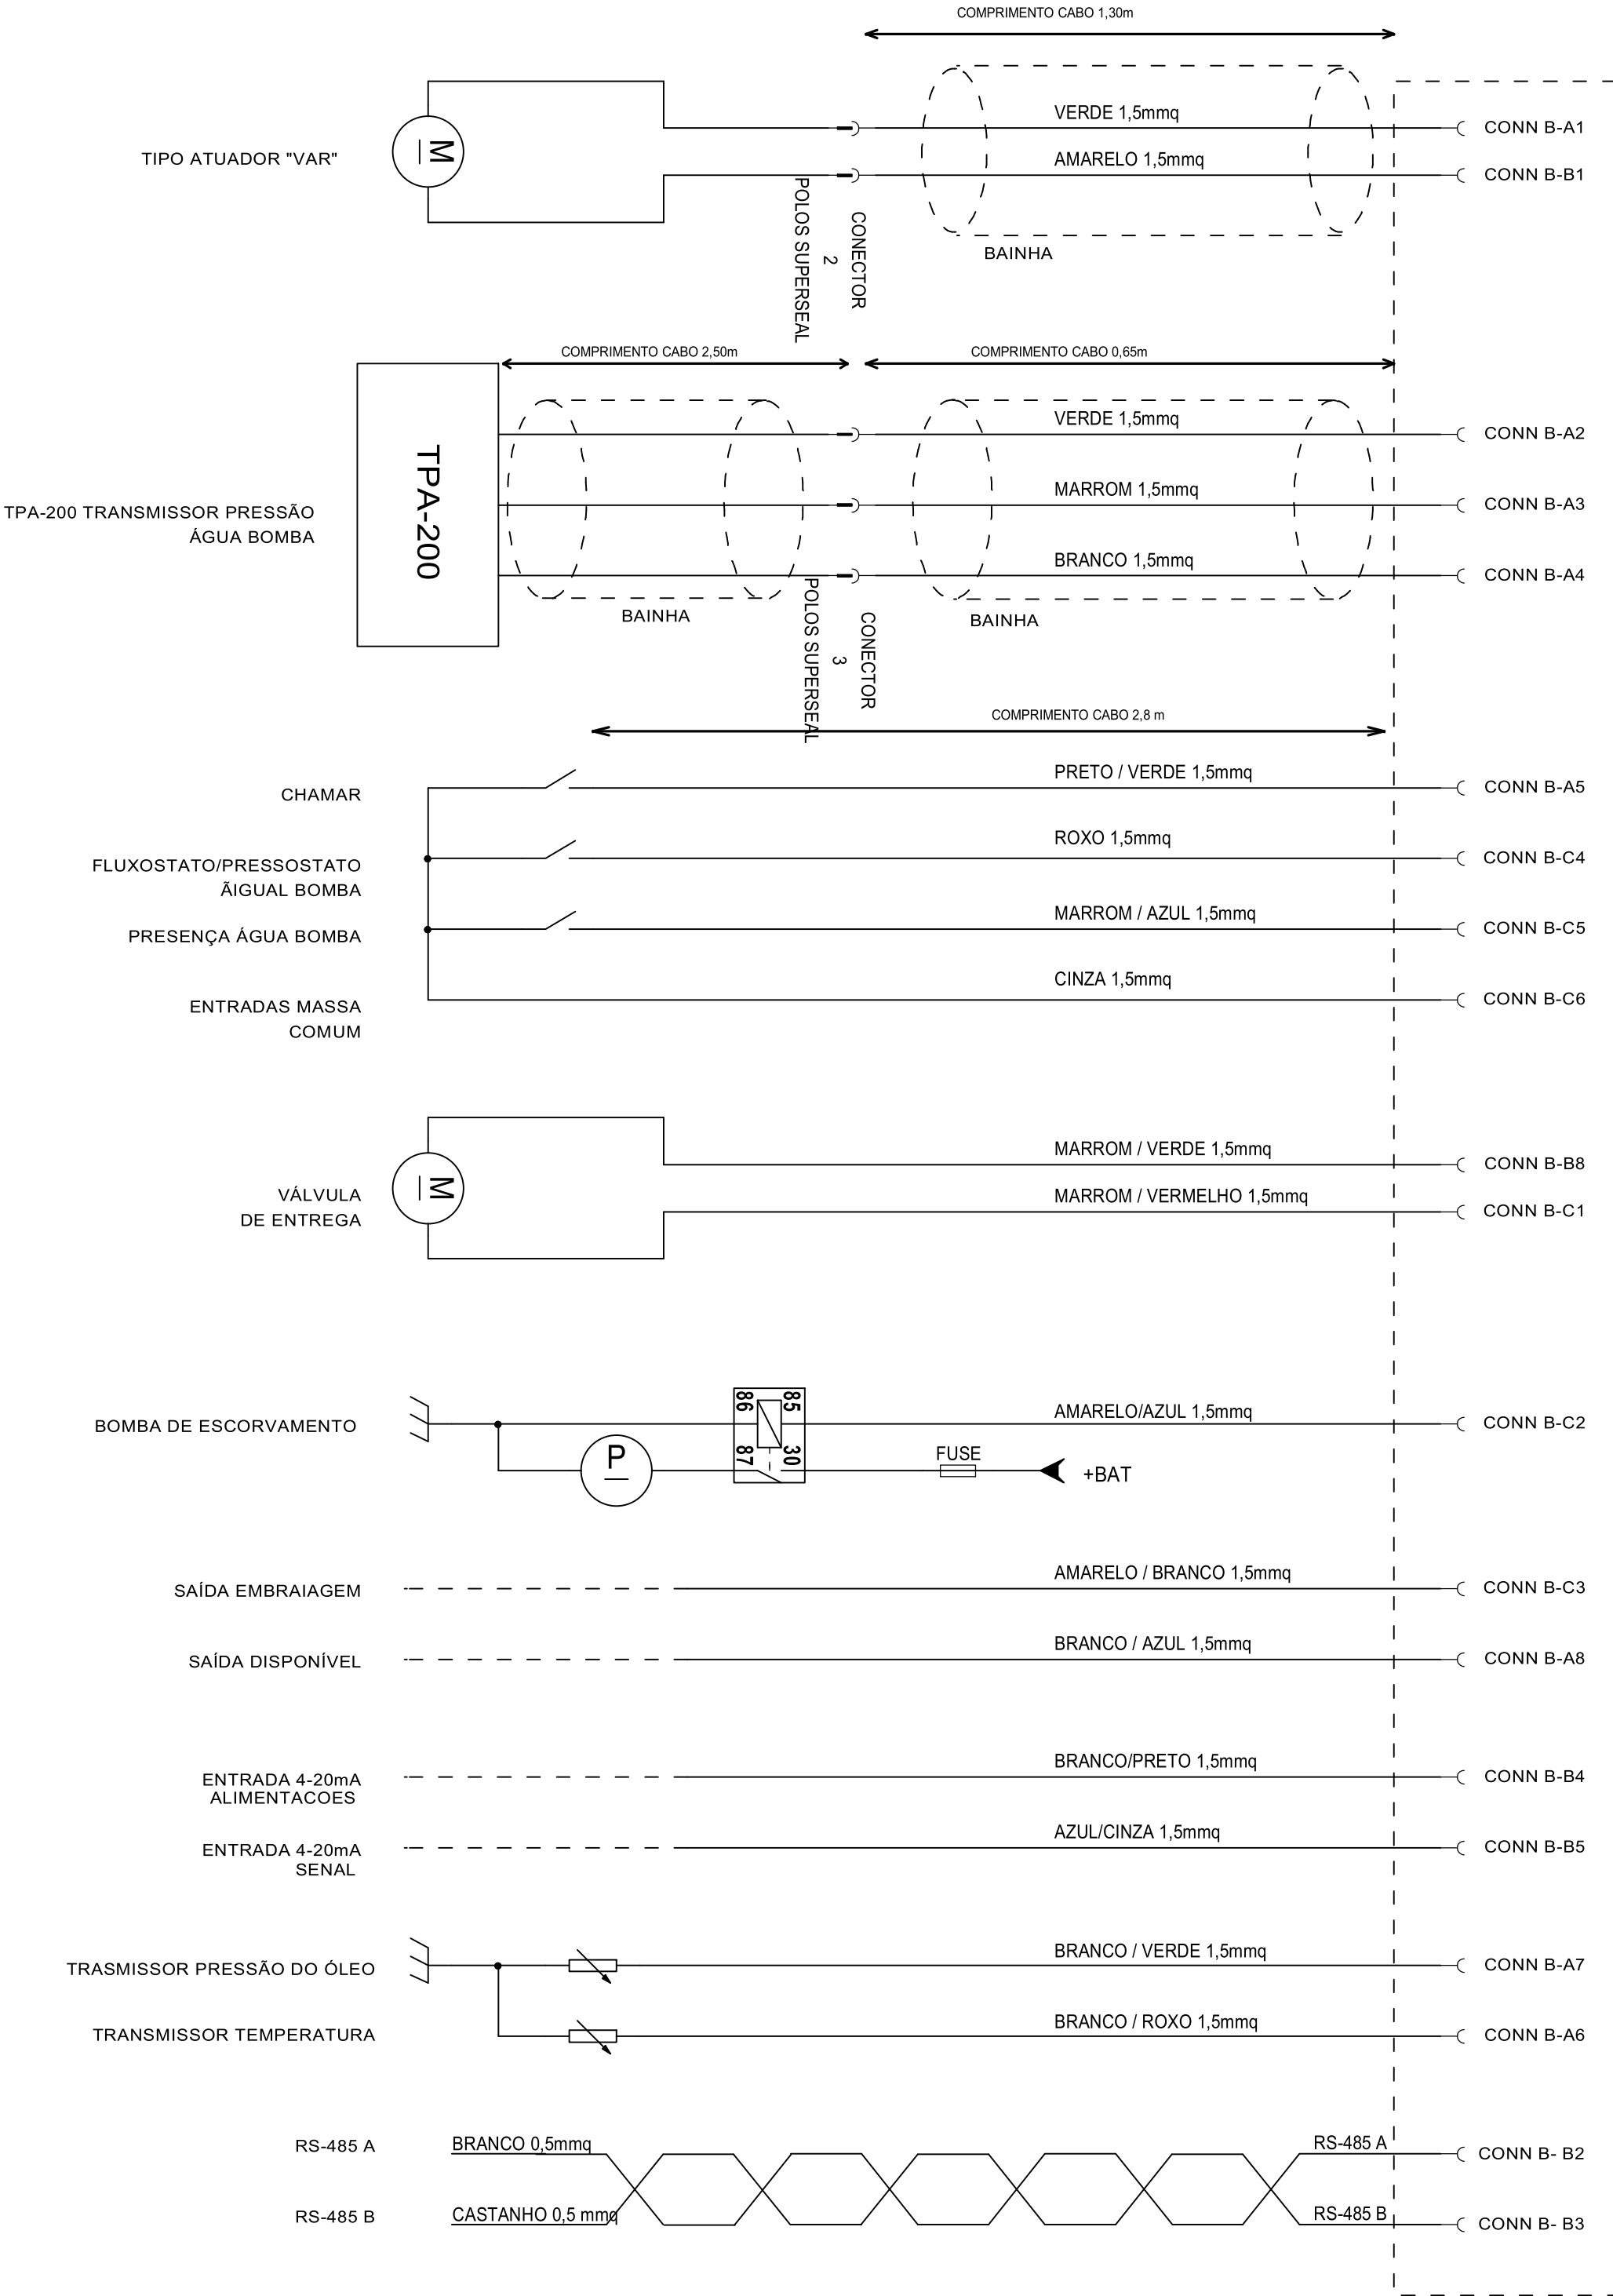 COMPRIMENTO CABO 1,30m
VERDE 1,5mmq
CONN B-A1
TIPO ATUADOR "VAR"
M
AMARELO 1,5mmq
CONN B-B1
CONECTOR
2
POLOS SUPERSEAL
BAINHA
COMPRIMENTO CABO 2,50m
COMPRIMENTO CABO 0,65m
VERDE 1,5mmq
CONN B-A2
TPA-200
MARROM 1,5mmq
CONN B-A3
TPA-200 TRANSMISSOR PRESSÃO
ÁGUA BOMBA
BRANCO 1,5mmq
CONN B-A4
BAINHA
BAINHA
CONECTOR
3
POLOS SUPERSEAL
COMPRIMENTO CABO 2,8 m
PRETO / VERDE 1,5mmq
CHAMAR
CONN B-A5
ROXO 1,5mmq
FLUXOSTATO/PRESSOSTATO
ÃIGUAL BOMBA
CONN B-C4
MARROM / AZUL 1,5mmq
PRESENÇA ÁGUA BOMBA
CONN B-C5
CINZA 1,5mmq
ENTRADAS MASSA
COMUM
CONN B-C6
MARROM / VERDE 1,5mmq
CONN B-B8
M
VÁLVULA
DE ENTREGA
MARROM / VERMELHO 1,5mmq
CONN B-C1
BOMBA DE ESCORVAMENTO
86
85
87
30
AMARELO/AZUL 1,5mmq
CONN B-C2
P
FUSE
+BAT
AMARELO / BRANCO 1,5mmq
SAÍDA EMBRAIAGEM
CONN B-C3
BRANCO / AZUL 1,5mmq
SAÍDA DISPONÍVEL
CONN B-A8
BRANCO/PRETO 1,5mmq
ENTRADA 4-20mA
ALIMENTACOES
CONN B-B4
AZUL/CINZA 1,5mmq
ENTRADA 4-20mA
SENAL
CONN B-B5
BRANCO / VERDE 1,5mmq
TRASMISSOR PRESSÃO DO ÓLEO
CONN B-A7
BRANCO / ROXO 1,5mmq
TRANSMISSOR TEMPERATURA
CONN B-A6
RS-485 A
BRANCO 0,5mmq
RS-485 A
CONN B- B2
RS-485 B
CASTANHO 0,5 mmq
RS-485 B
CONN B- B3